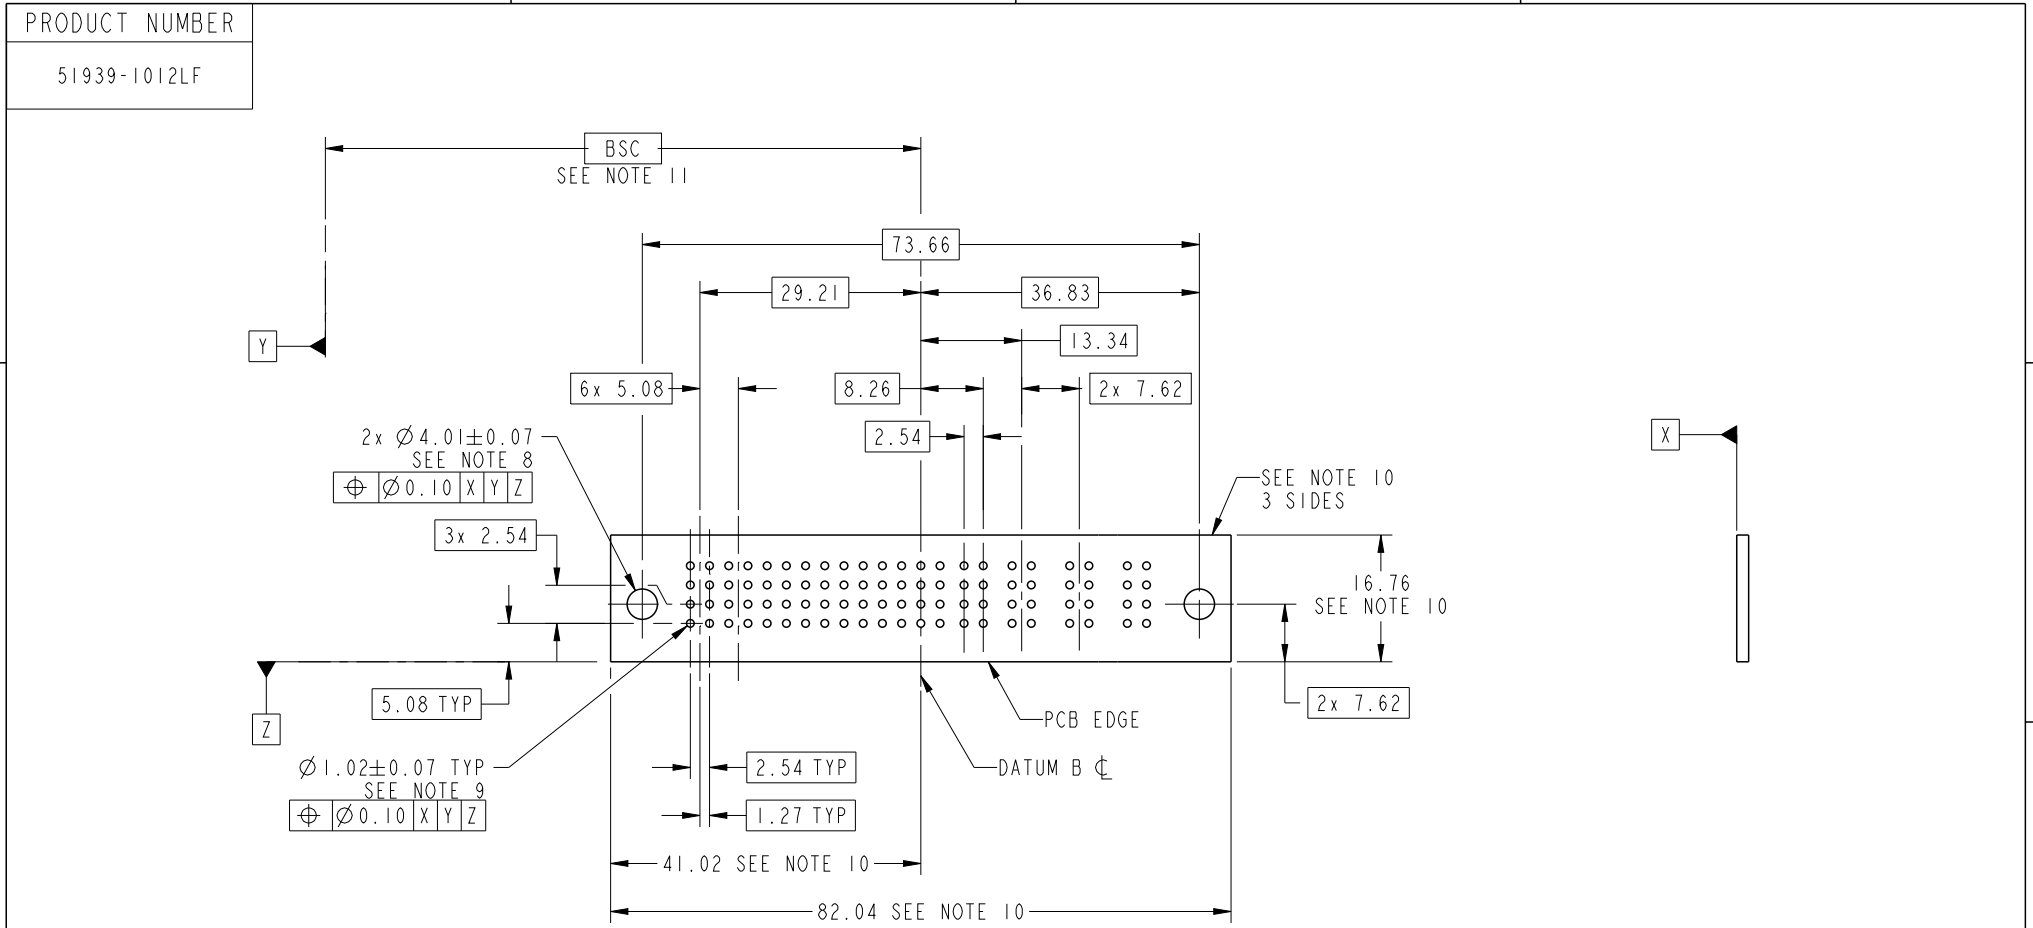 PRODUCT NUMBER
51939-1012LF
BSC
SEE NOTE 11
73.66
29.21
36.83
13.34
6x 5.08
8.26
2x 7.62
2.54
2x Ø4.01±0.07
SEE NOTE 8
⌖ Ø0.10 X Y Z
3x 2.54
Y
X
SEE NOTE 10
3 SIDES
16.76
SEE NOTE 10
5.08 TYP
Z
2x 7.62
PCB EDGE
DATUM B ℄
Ø1.02±0.07 TYP
SEE NOTE 9
⌖ Ø0.10 X Y Z
2.54 TYP
1.27 TYP
41.02 SEE NOTE 10
82.04 SEE NOTE 10